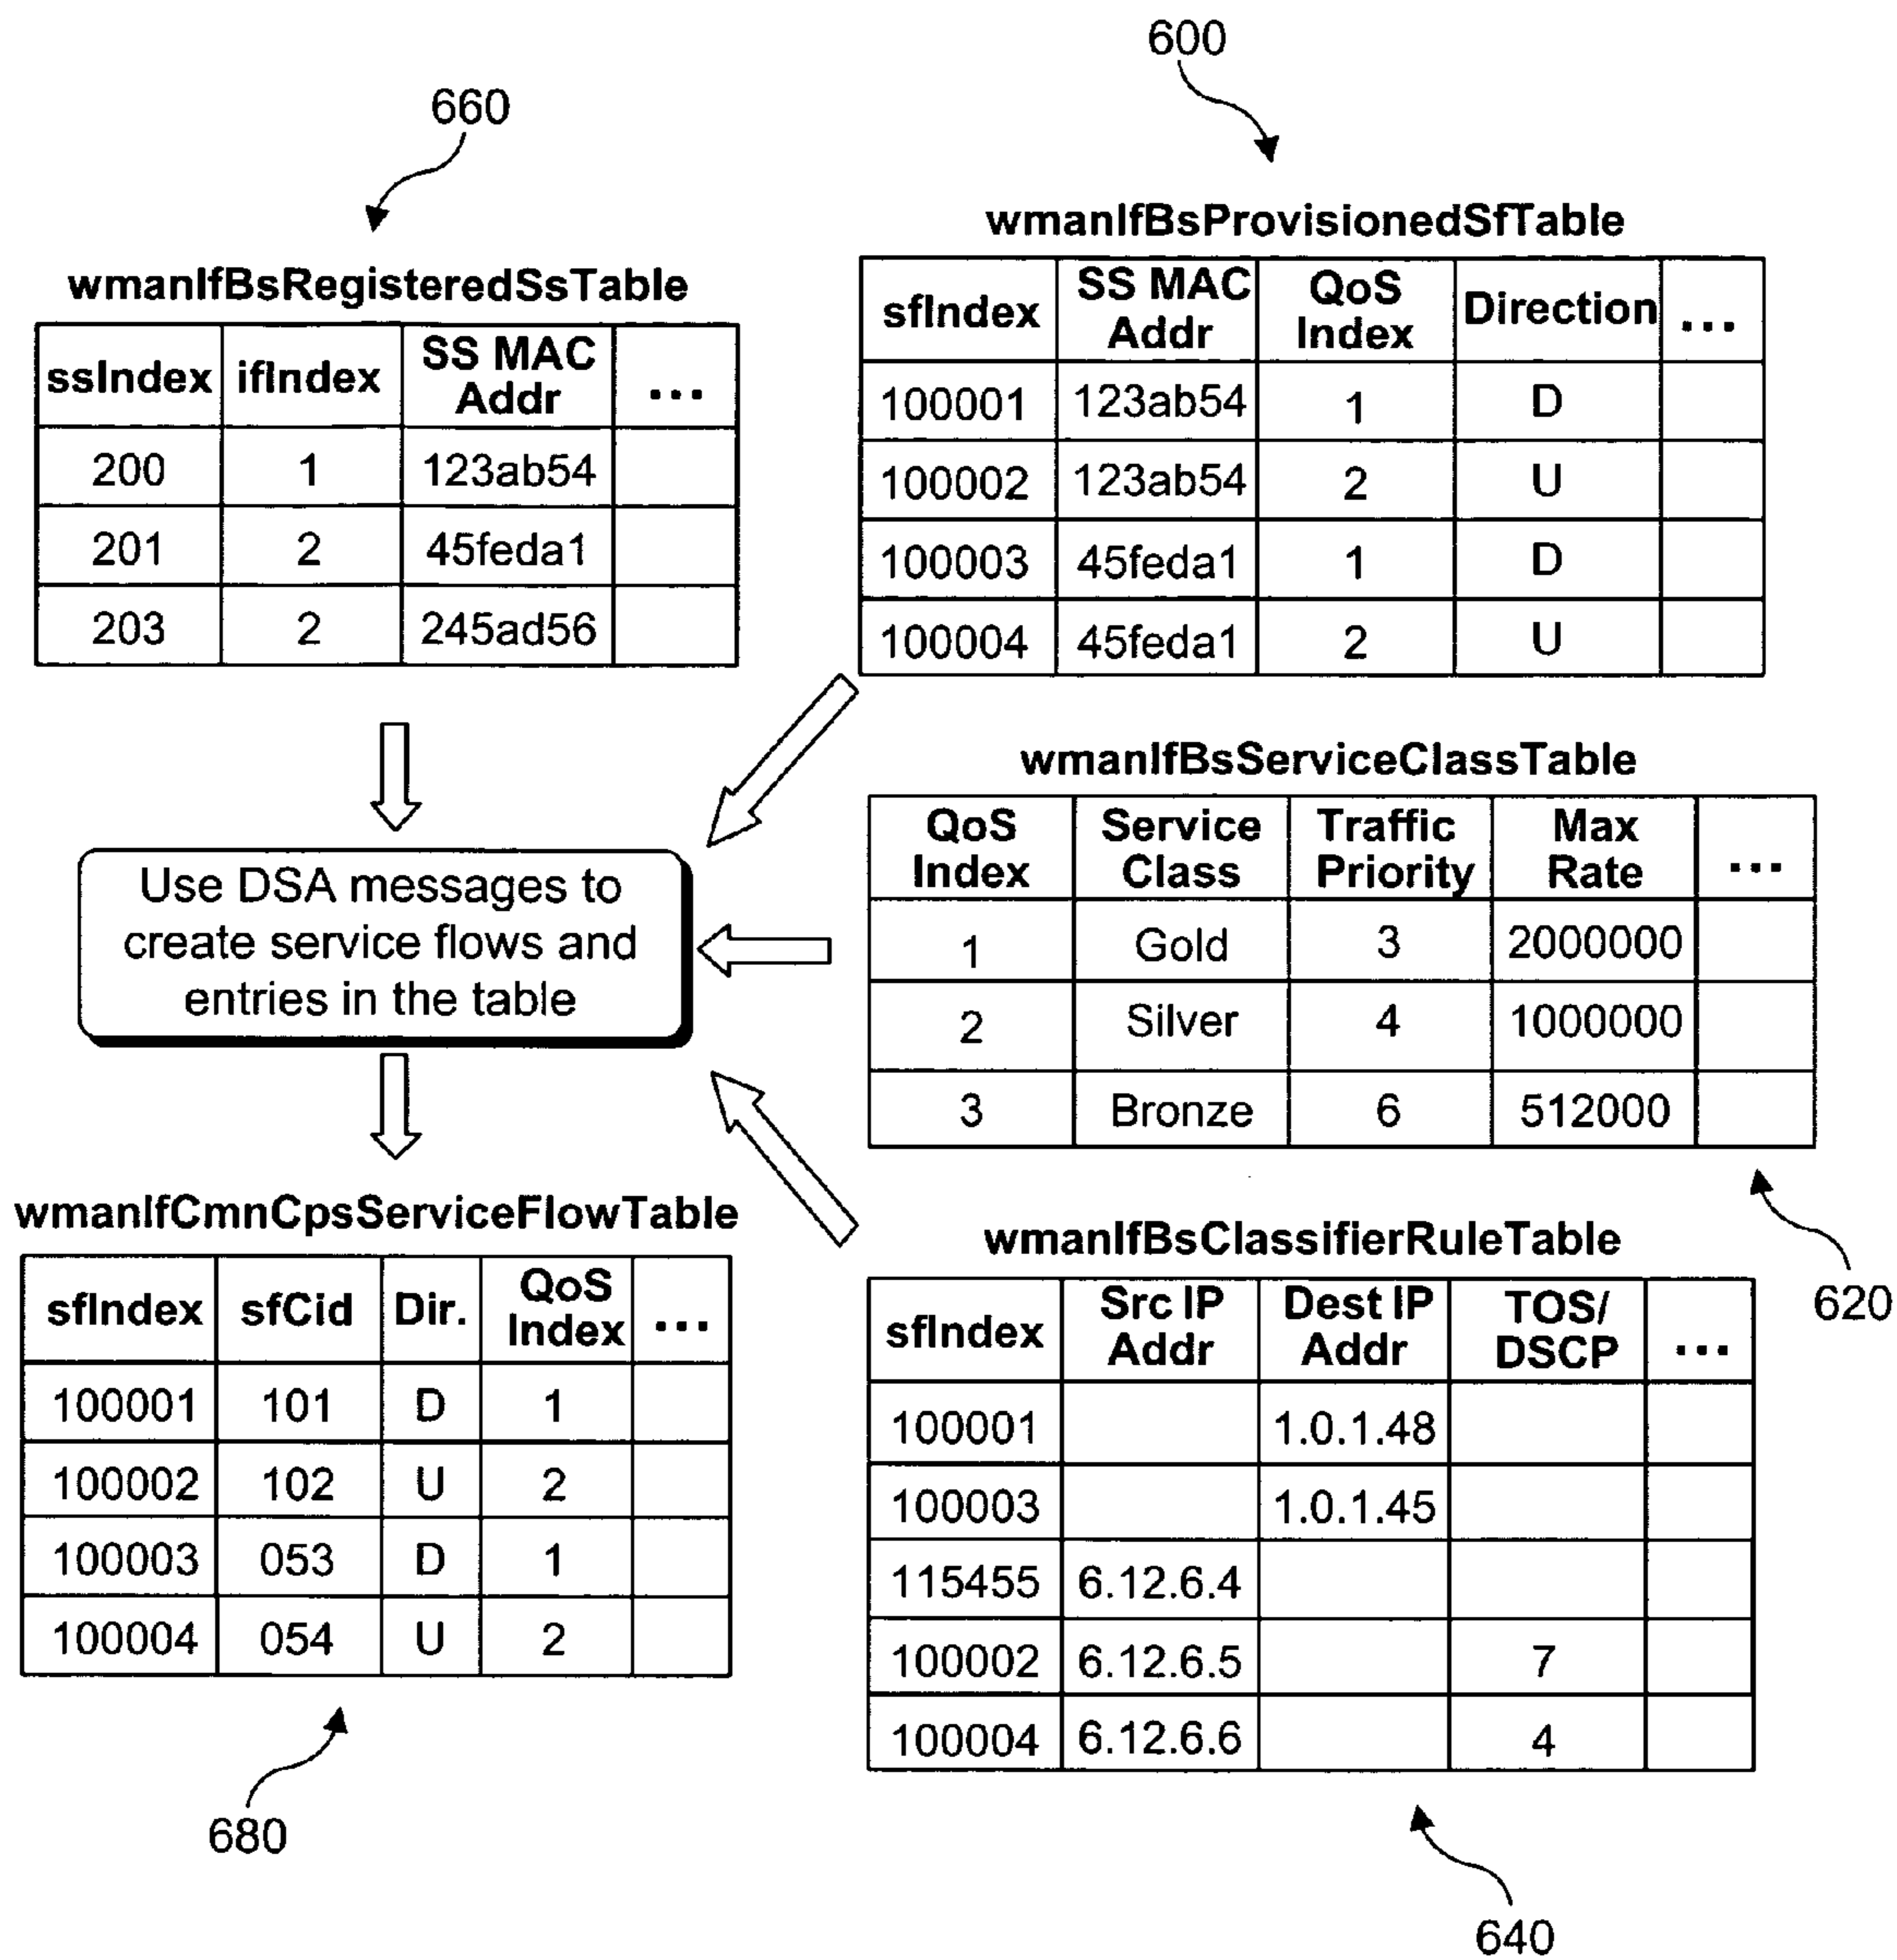 600
660
wmanIfBsProvisionedSfTable
sfIndex SS MAC Addr QoS Index Direction ...
100001 123ab54 1 D
100002 123ab54 2 U
100003 45feda1 1 D
100004 45feda1 2 U
wmanIfBsRegisteredSsTable
ssIndex ifIndex SS MAC Addr ...
200 1 123ab54
201 2 45feda1
203 2 245ad56
wmanIfBsServiceClassTable
QoS Index Service Class Traffic Priority Max Rate ...
1 Gold 3 2000000
2 Silver 4 1000000
3 Bronze 6 512000
620
Use DSA messages to
create service flows and
entries in the table
wmanIfCmnCpsServiceFlowTable
sfIndex sfCid Dir. QoS Index ...
100001 101 D 1
100002 102 U 2
100003 053 D 1
100004 054 U 2
680
wmanIfBsClassifierRuleTable
sfIndex Src IP Addr Dest IP Addr TOS/ DSCP ...
100001 1.0.1.48
100003 1.0.1.45
115455 6.12.6.4
100002 6.12.6.5 7
100004 6.12.6.6 4
640